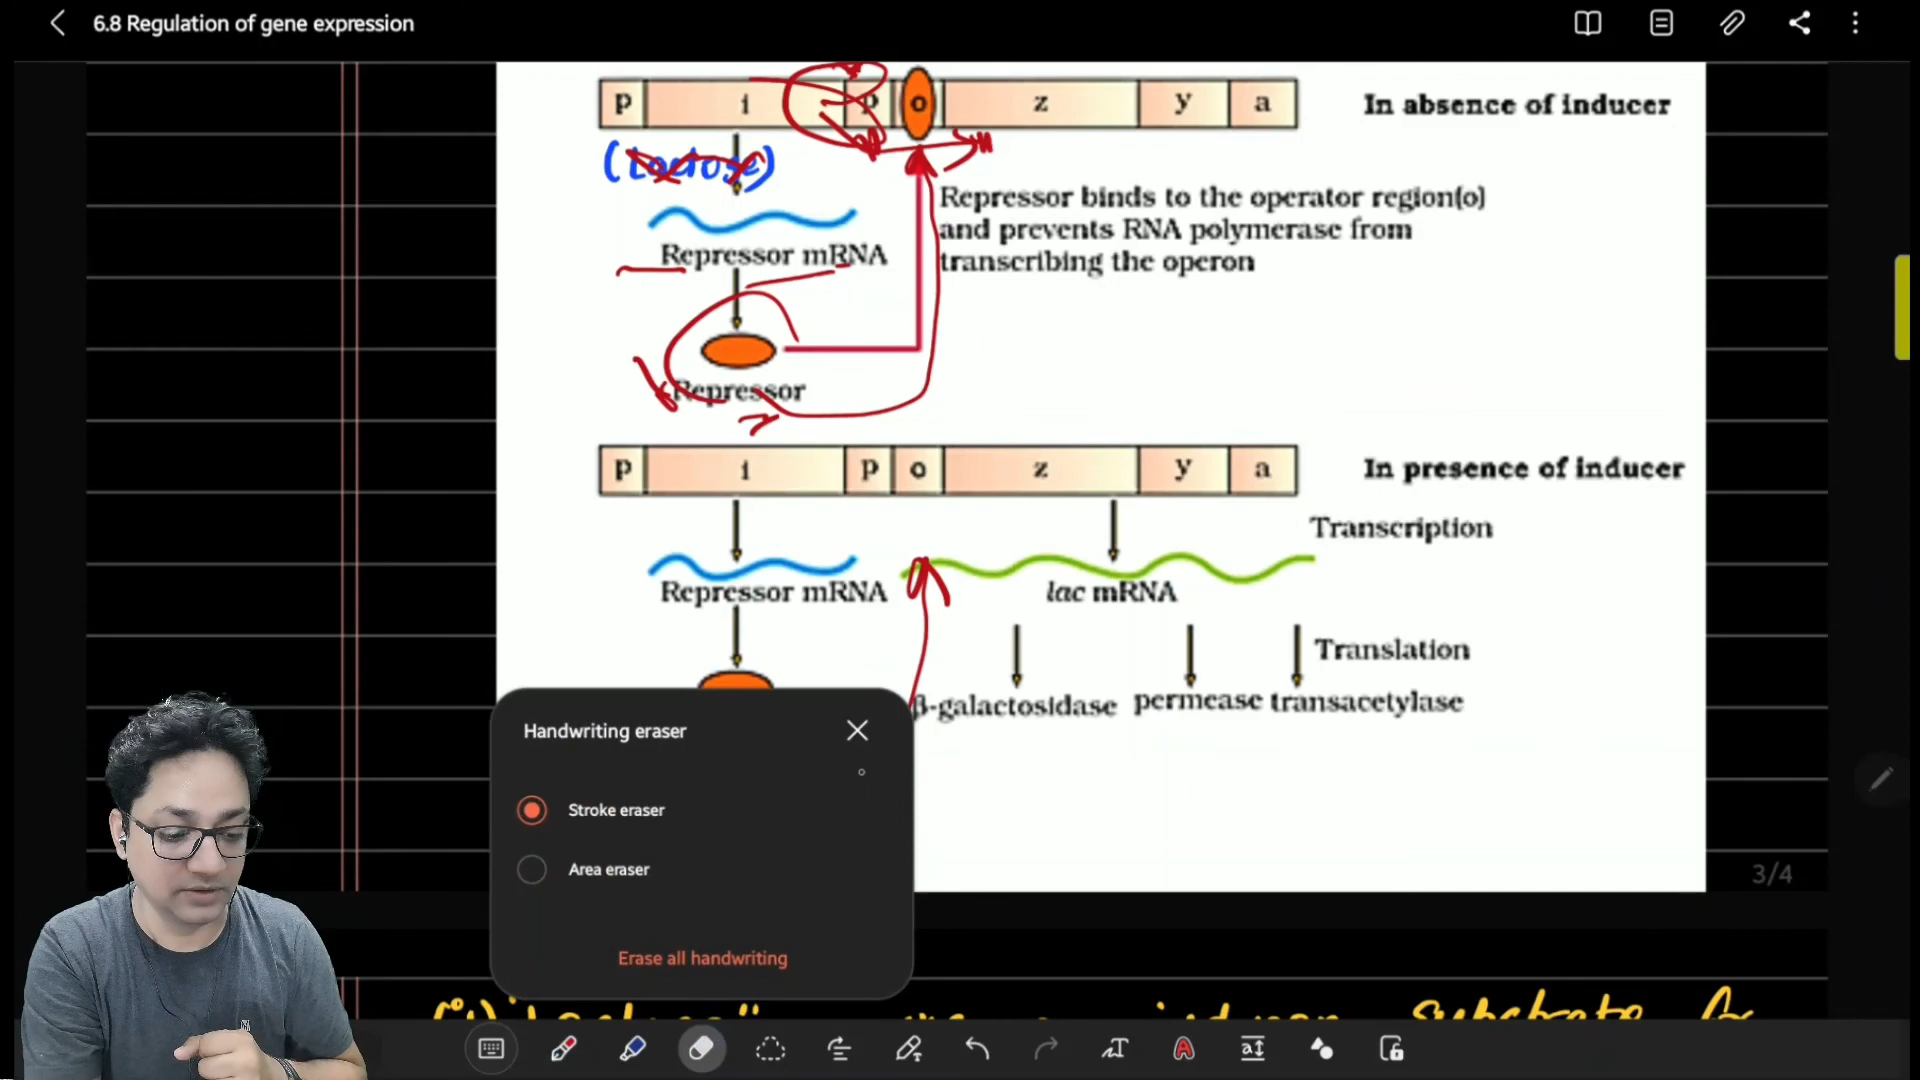 6.8 Regulation of gene expression
p i p o z y a In absence of inducer
(Lactose)
Repressor mRNA
Repressor binds to the operator region(o)
and prevents RNA polymerase from
transcribing the operon
Repressor
p i p o z y a In presence of inducer
Transcription
Repressor mRNA
lac mRNA
Translation
β-galactosidase permease transacetylase
Handwriting eraser
Stroke eraser
Area eraser
Erase all handwriting
3/4
substrate